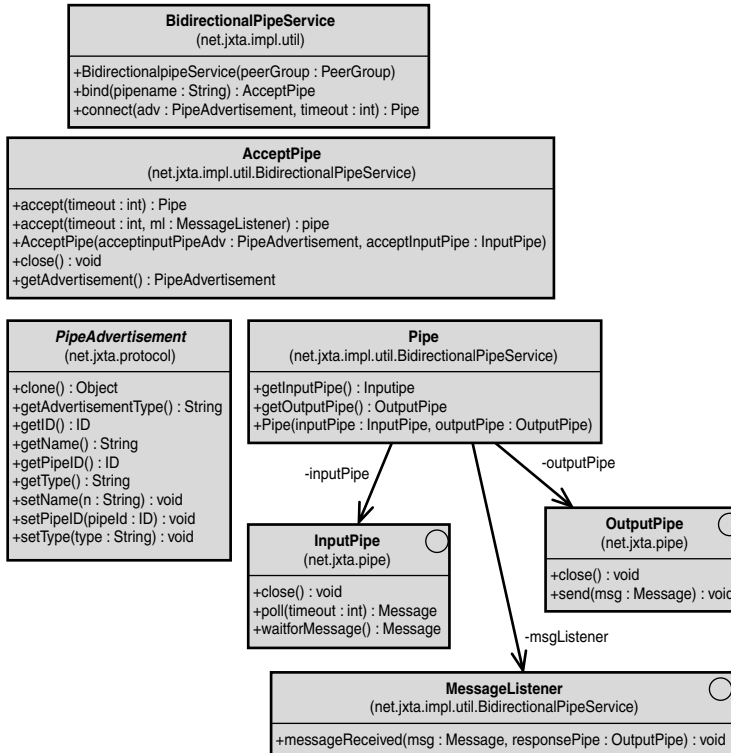 BidirectionalPipeService
(net.jxta.impl.util)
+BidirectionalpipeService(peerGroup : PeerGroup)
+bind(pipename : String) : AcceptPipe
+connect(adv : PipeAdvertisement, timeout : int) : Pipe
AcceptPipe
(net.jxta.impl.util.BidirectionalPipeService)
+accept(timeout : int) : Pipe
+accept(timeout : int, ml : MessageListener) : pipe
+AcceptPipe(acceptinputPipeAdv : PipeAdvertisement, acceptInputPipe : InputPipe)
+close() : void
+getAdvertisement() : PipeAdvertisement
PipeAdvertisement
(net.jxta.protocol)
+clone() : Object
+getAdvertisementType() : String
+getID() : ID
+getName() : String
+getPipeID() : ID
+getType() : String
+setName(n : String) : void
+setPipeID(pipeId : ID) : void
+setType(type : String) : void
Pipe
(net.jxta.impl.util.BidirectionalPipeService)
+getInputPipe() : Inputipe
+getOutputPipe() : OutputPipe
+Pipe(inputPipe : InputPipe, outputPipe : OutputPipe)
-inputPipe
-outputPipe
InputPipe
(net.jxta.pipe)
+close() : void
+poll(timeout : int) : Message
+waitforMessage() : Message
OutputPipe
(net.jxta.pipe)
+close() : void
+send(msg : Message) : void
-msgListener
MessageListener
(net.jxta.impl.util.BidirectionalPipeService)
+messageReceived(msg : Message, responsePipe : OutputPipe) : void